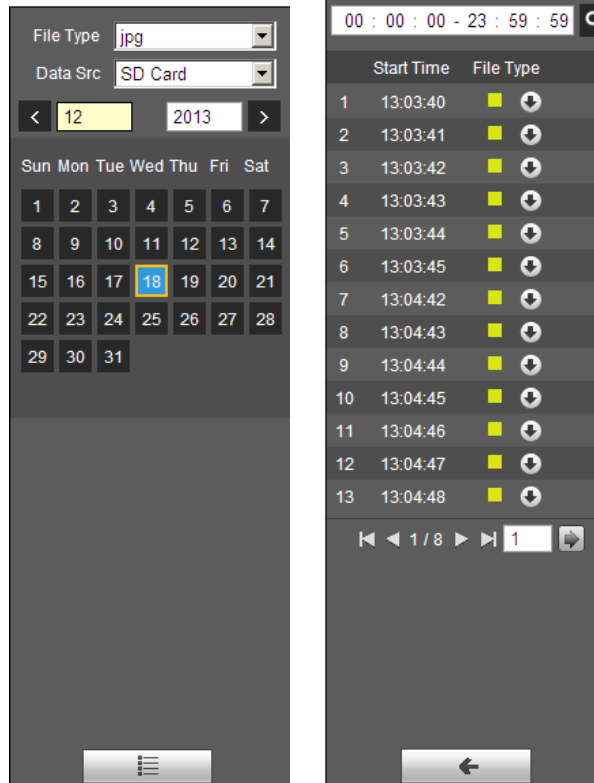 File Type jpg
Data Src SD Card
12 2013
Sun Mon Tue Wed Thu Fri Sat
1 2 3 4 5 6 7
8 9 10 11 12 13 14
15 16 17 18 19 20 21
22 23 24 25 26 27 28
29 30 31
00 : 00 : 00 - 23 : 59 : 59
Start Time File Type
1 13:03:40
2 13:03:41
3 13:03:42
4 13:03:43
5 13:03:44
6 13:03:45
7 13:04:42
8 13:04:43
9 13:04:44
10 13:04:45
11 13:04:46
12 13:04:47
13 13:04:48
1 / 8 1